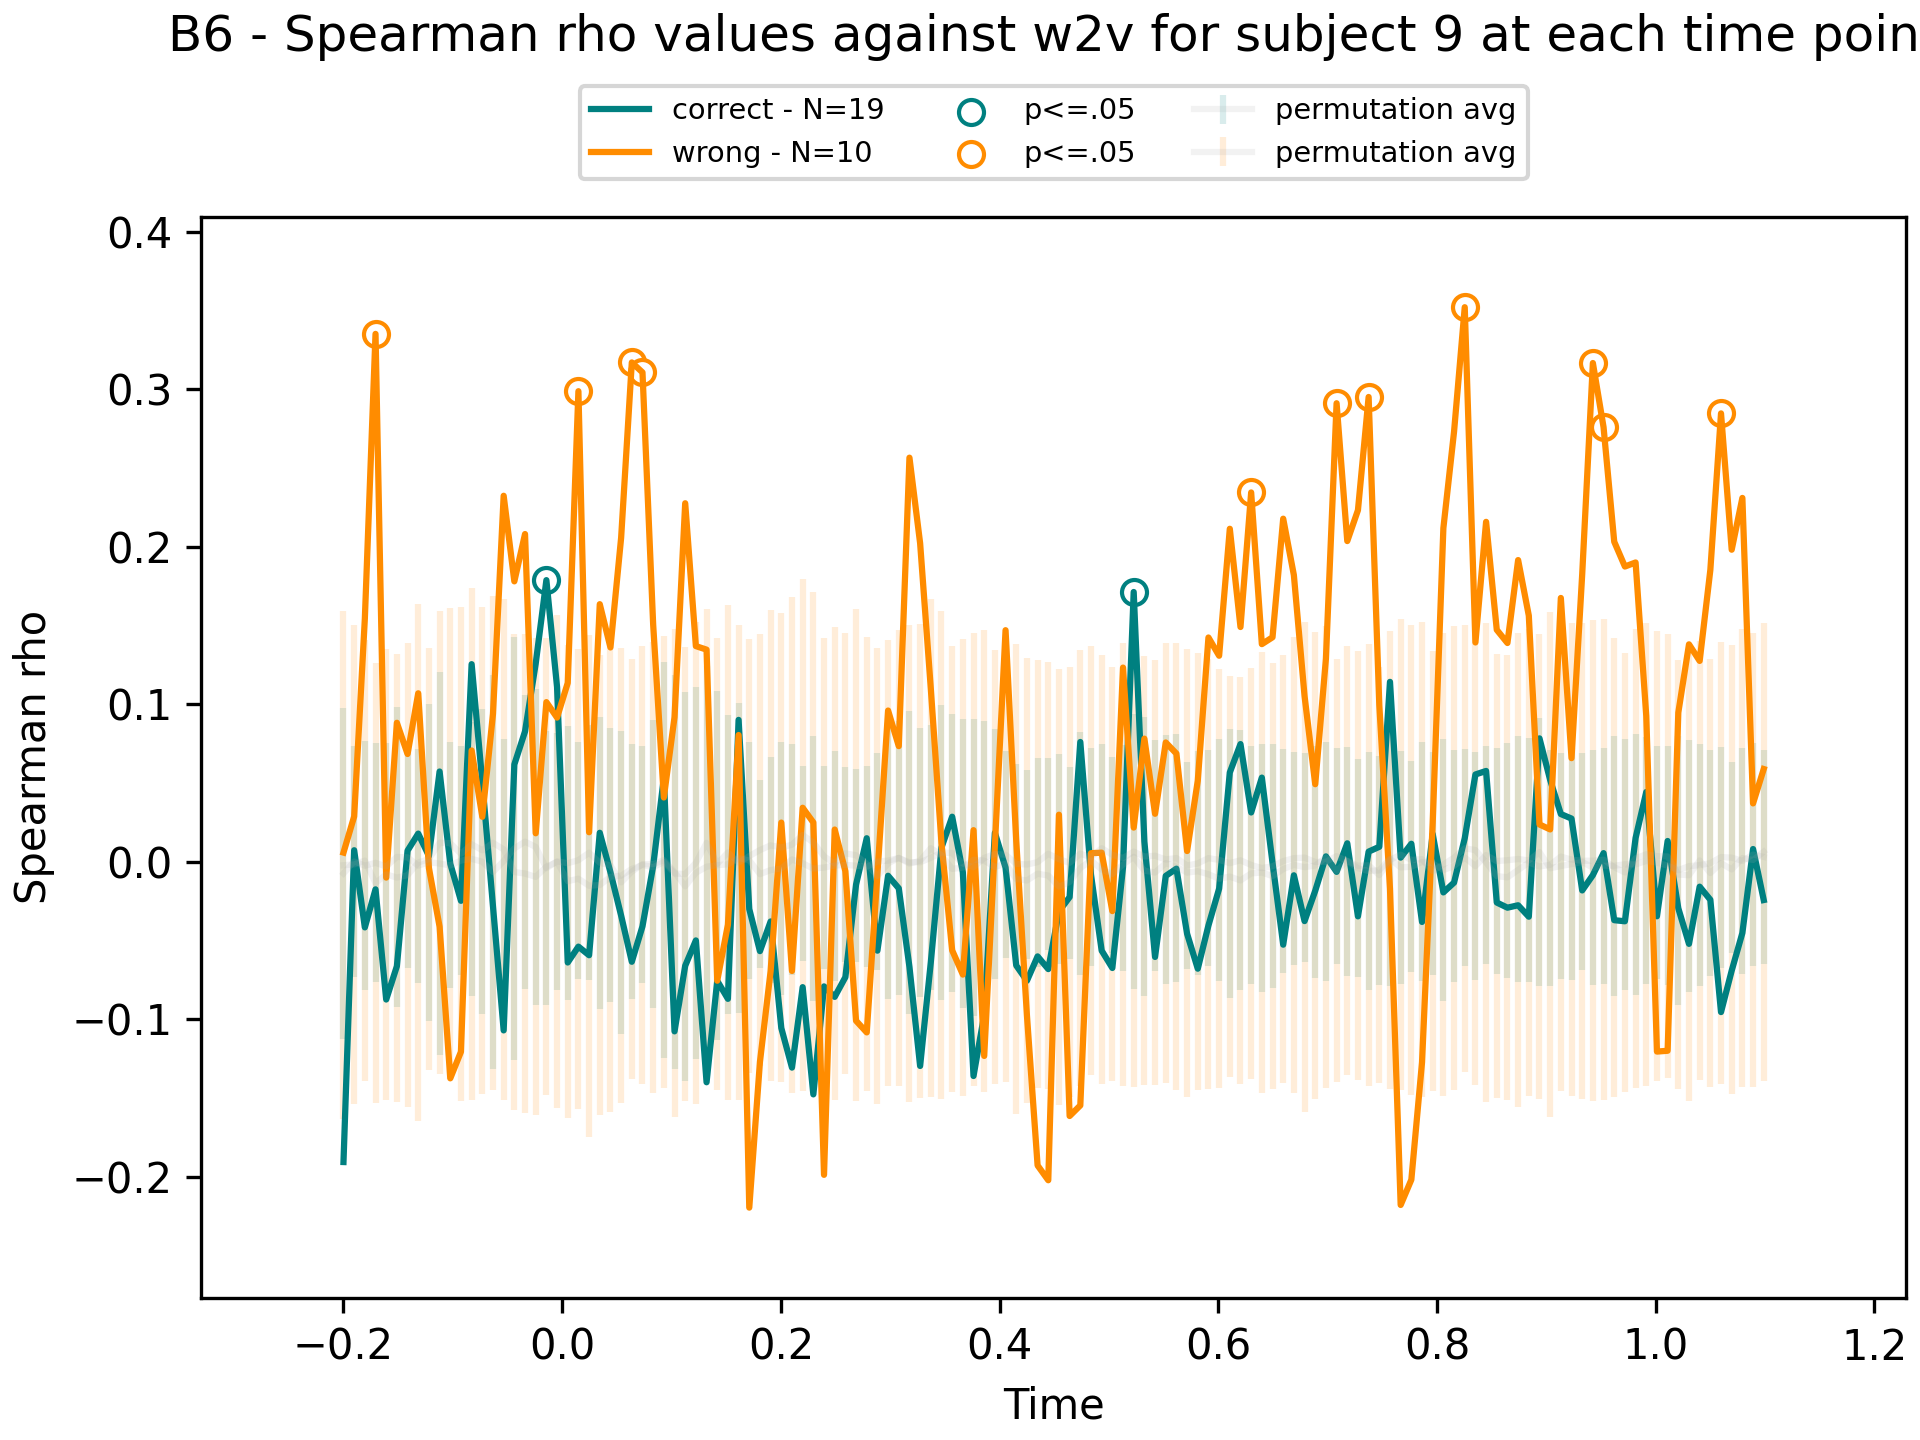 B6 - Spearman rho values against w2v for subject 9 at each time poin
correct - N=19
wrong - N=10
p<=.05
p<=.05
permutation avg
permutation avg
0.4
0.3
0.2
0.1
0.0
−0.1
−0.2
Spearman rho
−0.2 0.0 0.2 0.4 0.6 0.8 1.0 1.2
Time